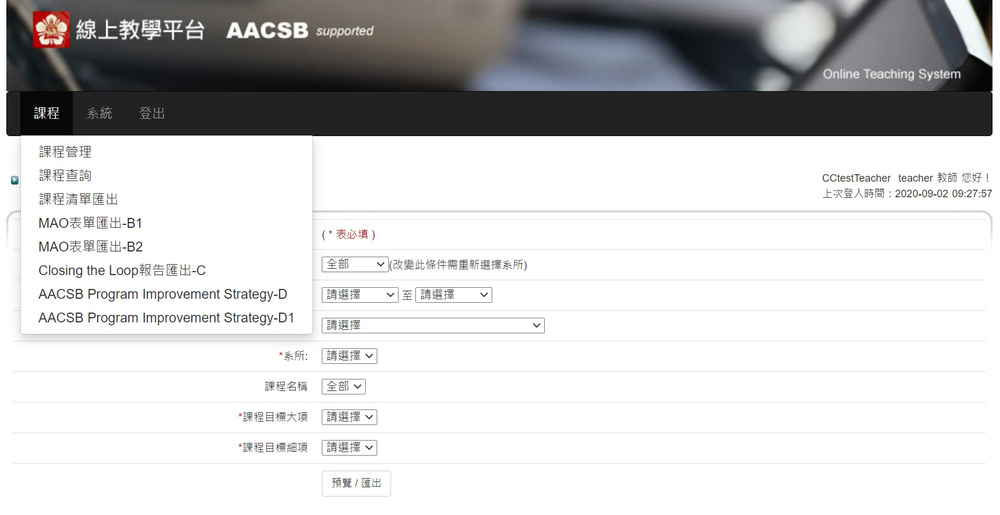 線上教學平台 AACSB supported
Online Teaching System
課程 系統 登出
課程管理
課程查詢
課程清單匯出
MAO表單匯出-B1
MAO表單匯出-B2
Closing the Loop報告匯出-C
AACSB Program Improvement Strategy-D
AACSB Program Improvement Strategy-D1
CCtestTeacher teacher 教師 您好！
上次登入時間：2020-09-02 09:27:57
( * 表必填 )
全部 (改變此條件需重新選擇系所)
請選擇 至 請選擇
請選擇
*系所: 請選擇
課程名稱 全部
*課程目標大項 請選擇
*課程目標細項 請選擇
預覽 / 匯出